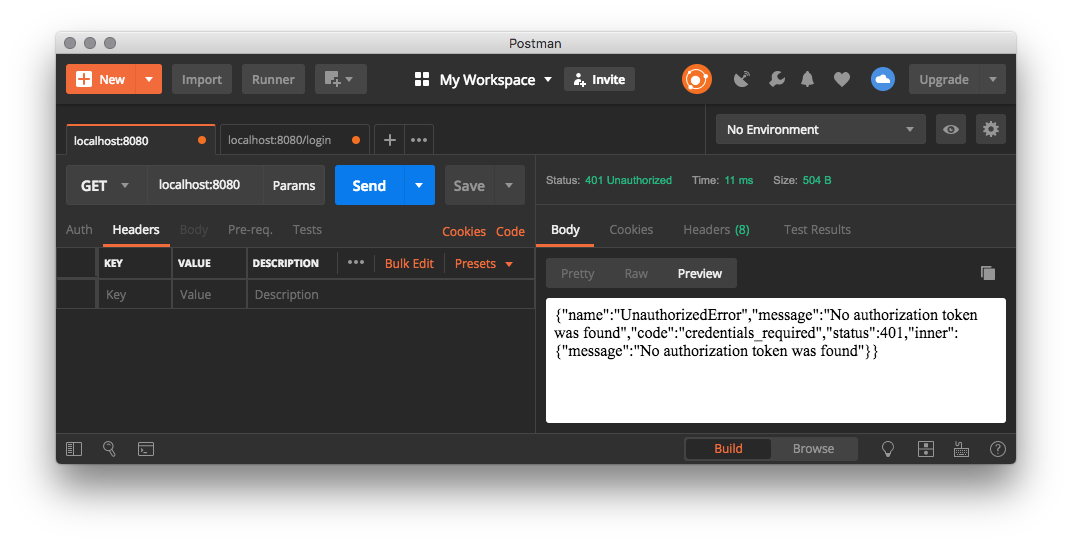 Postman
New Import Runner My Workspace Invite Upgrade
localhost:8080 localhost:8080/login + ••• No Environment
GET localhost:8080 Params Send Save
Status: 401 Unauthorized Time: 11 ms Size: 504 B
Auth Headers Body Pre-req. Tests Cookies Code
Body Cookies Headers (8) Test Results
KEY VALUE DESCRIPTION ••• Bulk Edit Presets
Key Value Description
Pretty Raw Preview
{"name":"UnauthorizedError","message":"No authorization token
was found","code":"credentials_required","status":401,"inner":
{"message":"No authorization token was found"}}
Build Browse